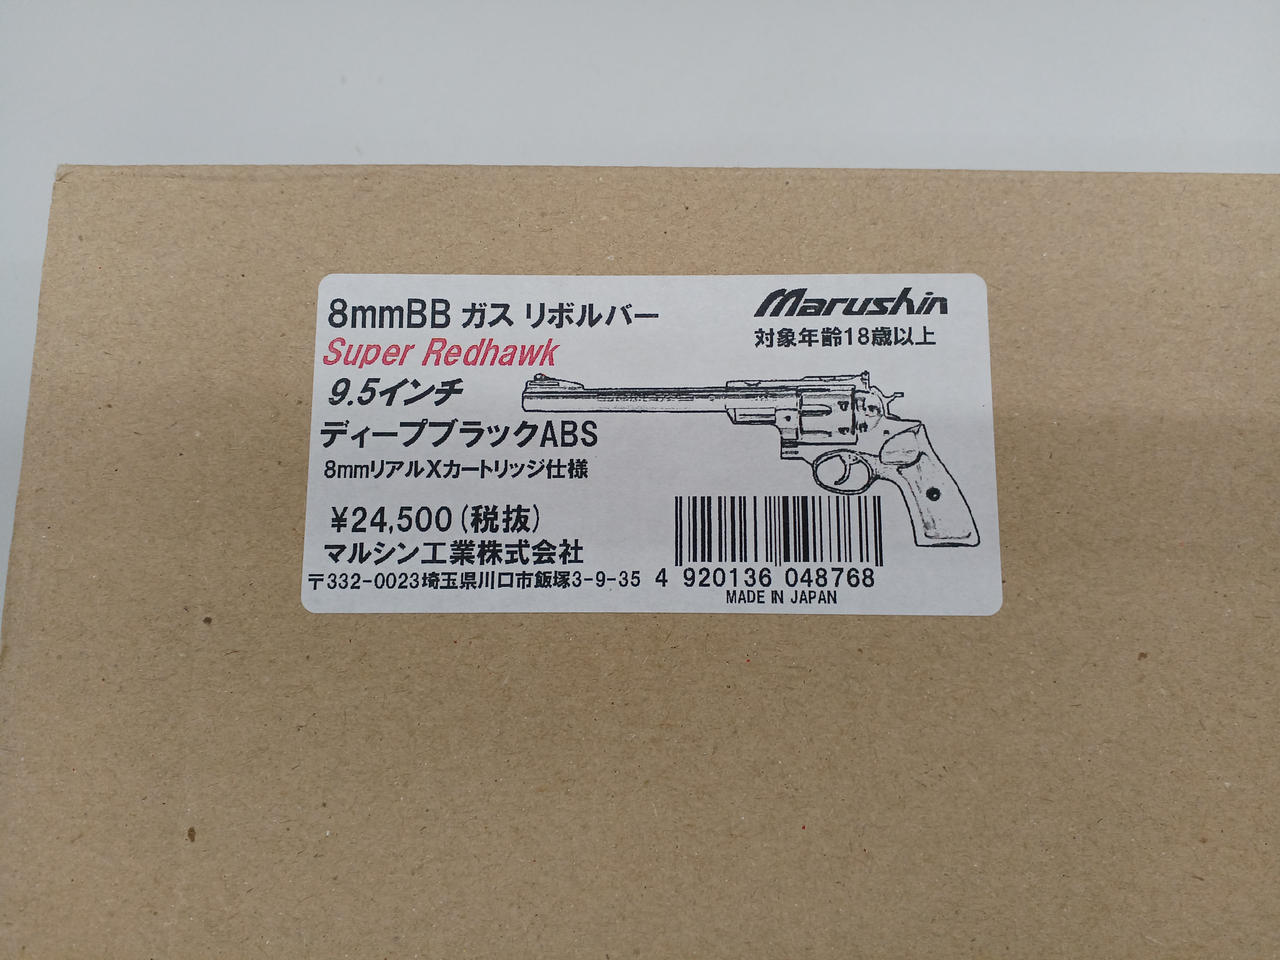 8mmBB ガス リボルバー
Marushin
Super Redhawk
対象年齢18歳以上
9.5インチ
ディープブラックABS
8mmリアルXカートリッジ仕様
¥24,500(税抜)
マルシン工業株式会社
〒332-0023埼玉県川口市飯塚3-9-35
4 920136 048768
MADE IN JAPAN